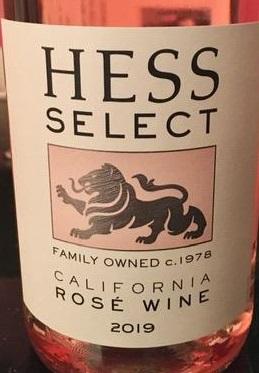 HESS
SELECT
FAMILY OWNED c.1978
CALIFORNIA
ROSÉ WINE
2019